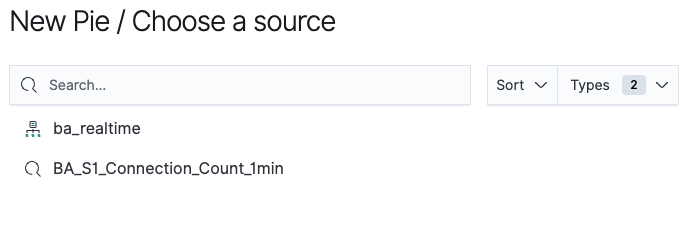 New Pie / Choose a source
Search... Sort Types 2
ba_realtime
BA_S1_Connection_Count_1min